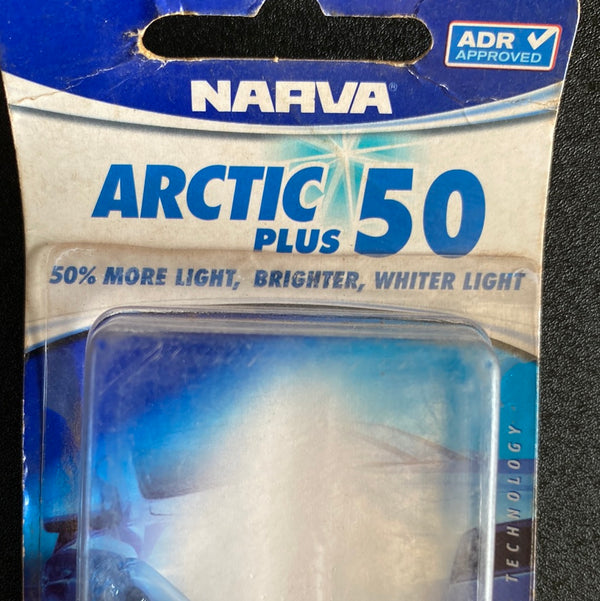 ADR
APPROVED
NARVA®
ARCTIC
PLUS 50
50% MORE LIGHT, BRIGHTER, WHITER LIGHT
TECHNOLOGY